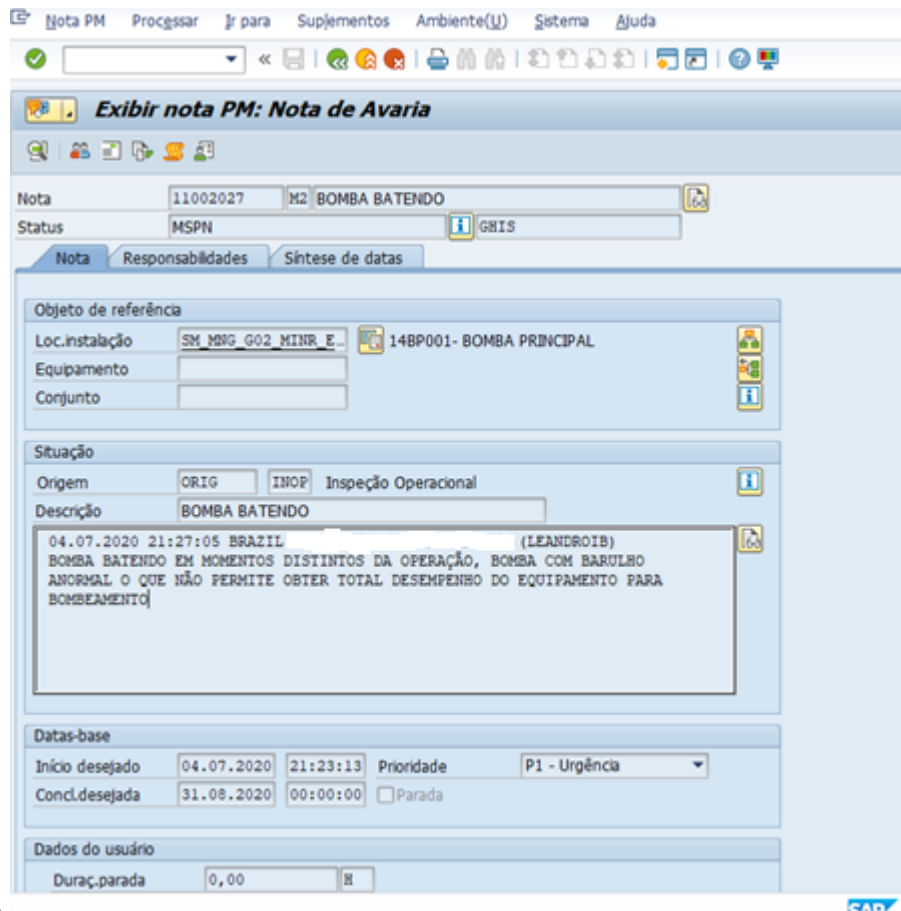 Nota PM Processar Ir para Suplementos Ambiente(U) Sistema Ajuda
Exibir nota PM: Nota de Avaria
Nota 11002027 M2 BOMBA BATENDO
Status MSPN GHIS
Nota Responsabilidades Síntese de datas
Objeto de referência
Loc.instalação SM_MNG_G02_MINR_E… 14BP001- BOMBA PRINCIPAL
Equipamento
Conjunto
Situação
Origem ORIG INOP Inspeção Operacional
Descrição BOMBA BATENDO
04.07.2020 21:27:05 BRAZIL (LEANDROIB)
BOMBA BATENDO EM MOMENTOS DISTINTOS DA OPERAÇÃO, BOMBA COM BARULHO
ANORMAL O QUE NÃO PERMITE OBTER TOTAL DESEMPENHO DO EQUIPAMENTO PARA
BOMBEAMENTO
Datas-base
Início desejado 04.07.2020 21:23:13 Prioridade P1 - Urgência
Concl.desejada 31.08.2020 00:00:00 Parada
Dados do usuário
Duraç.parada 0,00 H
SAP